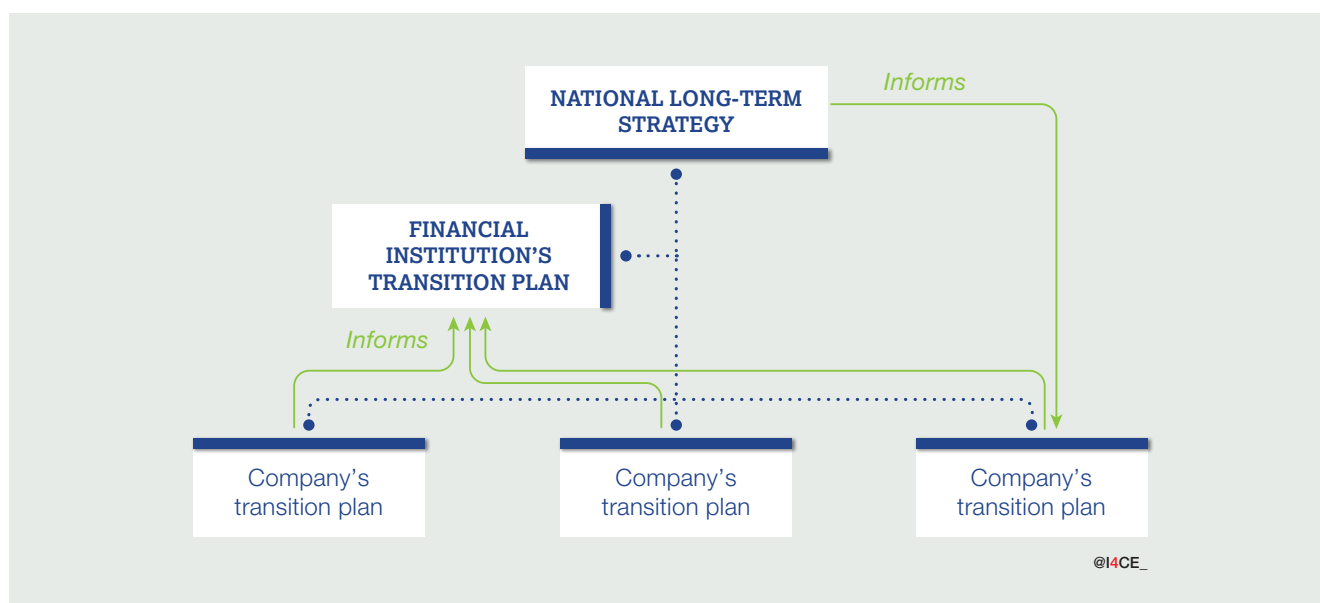 NATIONAL LONG-TERM
STRATEGY
Informs
FINANCIAL
INSTITUTION’S
TRANSITION PLAN
Informs
Company’s
transition plan
Company’s
transition plan
Company’s
transition plan
@I4CE_